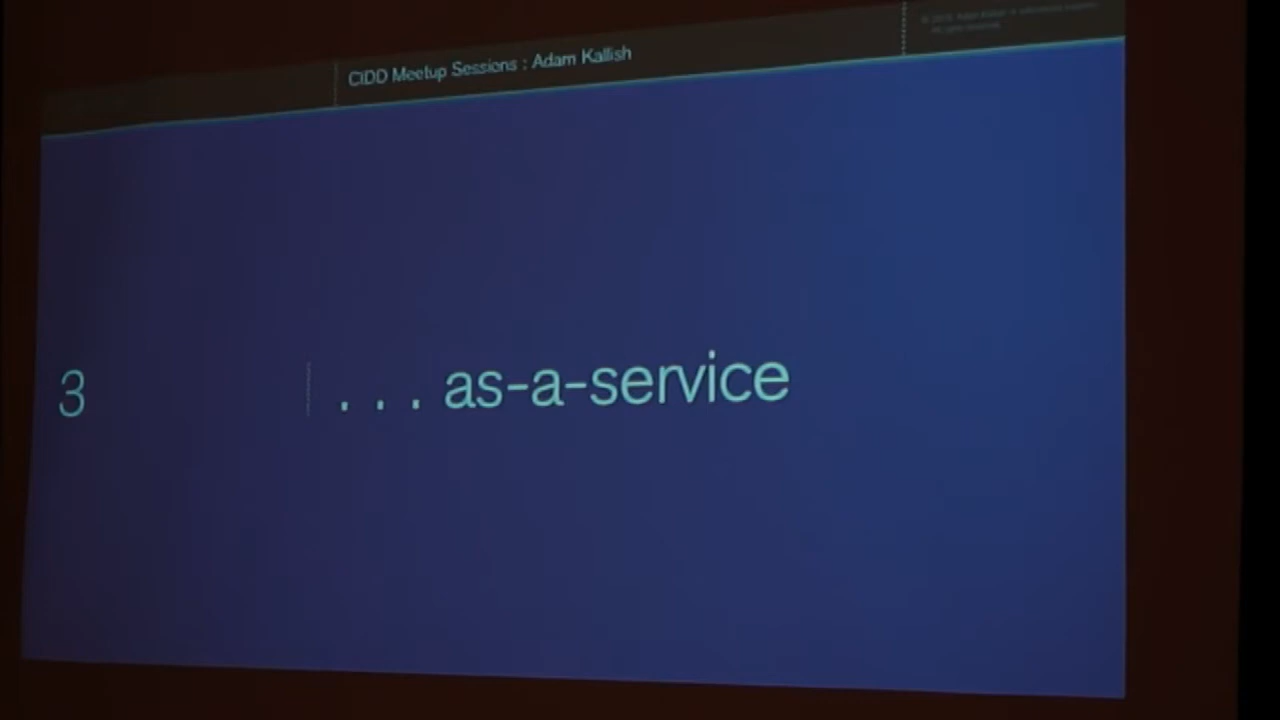 CIDD Meetup Sessions : Adam Kallish
3
. . . as-a-service